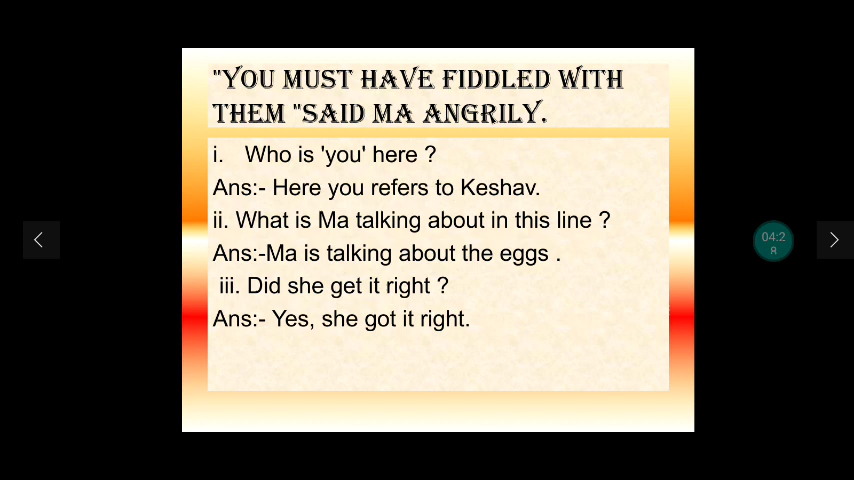 "YOU MUST HAVE FIDDLED WITH
THEM "SAID MA ANGRILY.
i. Who is 'you' here ?
Ans:- Here you refers to Keshav.
ii. What is Ma talking about in this line ?
Ans:-Ma is talking about the eggs .
iii. Did she get it right ?
Ans:- Yes, she got it right.
04:2